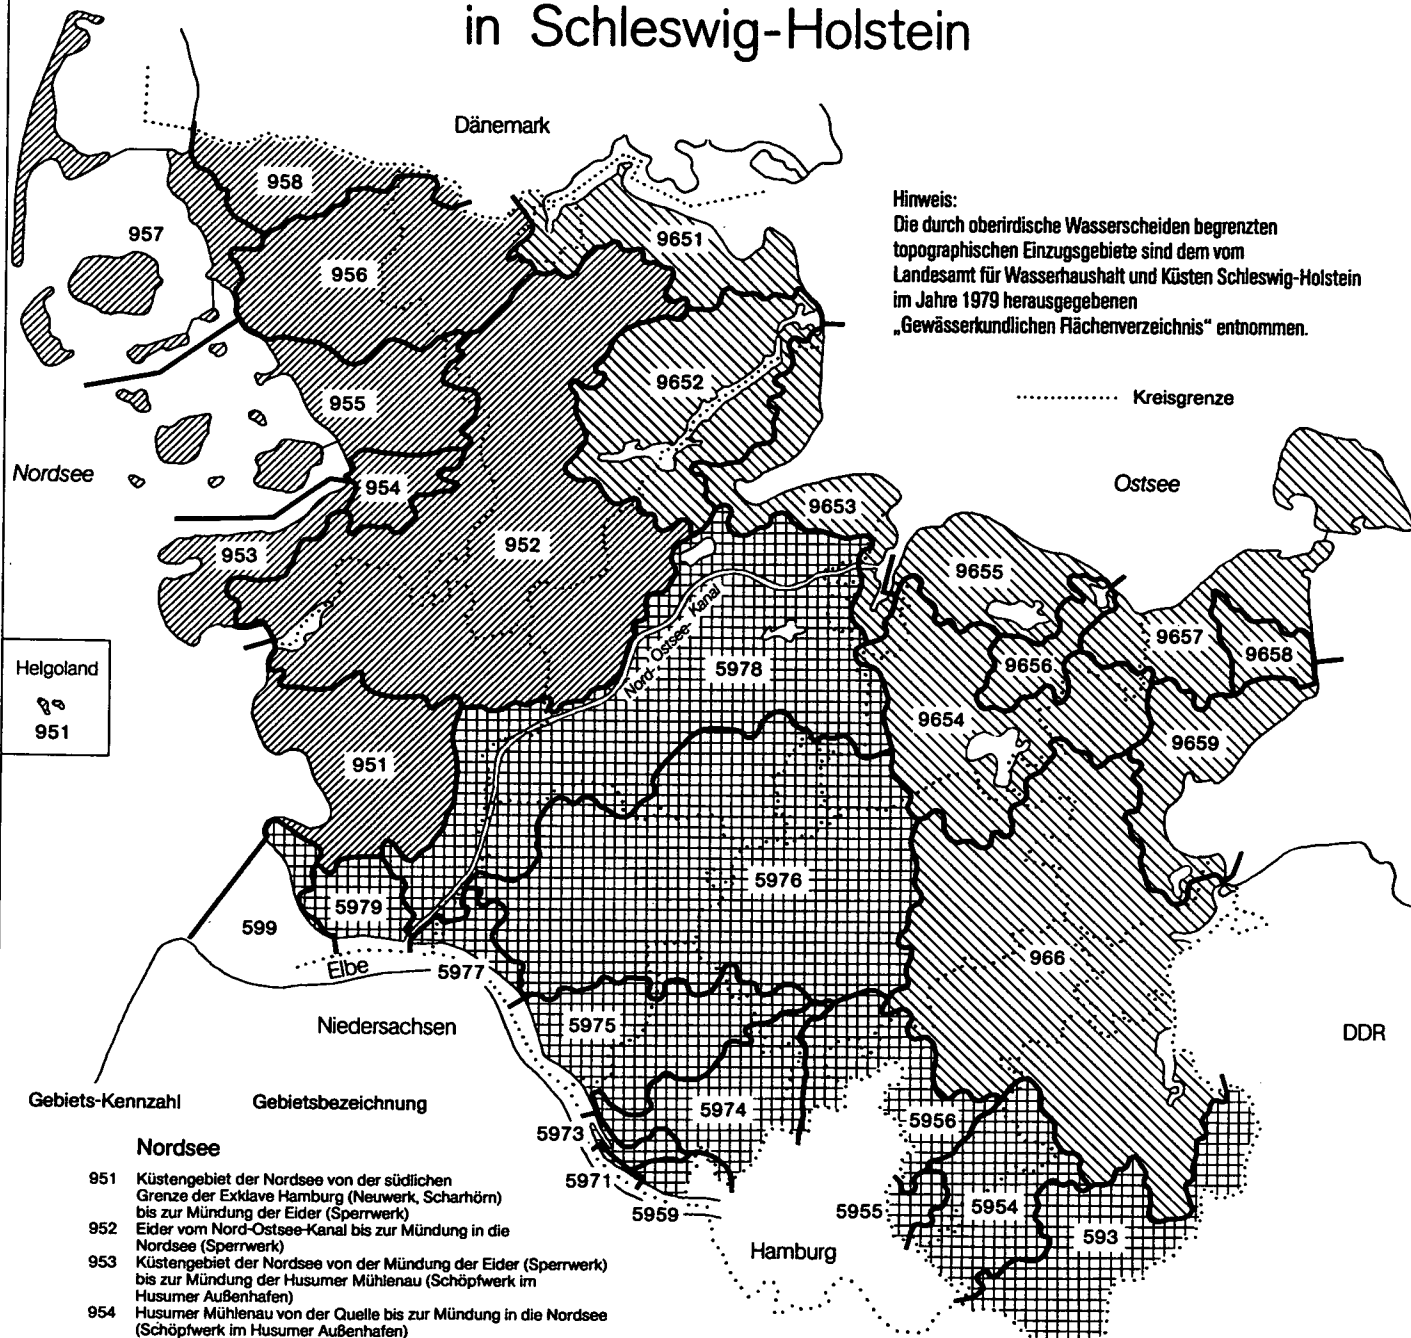 in Schleswig-Holstein
Dänemark
Hinweis:
Die durch oberirdische Wasserscheiden begrenzten
topographischen Einzugsgebiete sind dem vom
Landesamt für Wasserhaushalt und Küsten Schleswig-Holstein
im Jahre 1979 herausgegebenen
„Gewässerkundlichen Flächenverzeichnis“ entnommen.
Kreisgrenze
958
957
956
9651
9652
955
Nordsee
954
Ostsee
9653
953
952
9655
9657
9658
9656
Helgoland
951
5978
Nord-Ostsee-Kanal
9654
9659
951
5976
5979
599
Elbe
5977
966
Niedersachsen
5975
DDR
5974
5956
5973
5971
5959
5955
5954
593
Hamburg
Gebiets-Kennzahl Gebietsbezeichnung
Nordsee
951 Küstengebiet der Nordsee von der südlichen
Grenze der Exklave Hamburg (Neuwerk, Scharhörn)
bis zur Mündung der Eider (Sperrwerk)
952 Eider vom Nord-Ostsee-Kanal bis zur Mündung in die
Nordsee (Sperrwerk)
953 Küstengebiet der Nordsee von der Mündung der Eider (Sperrwerk)
bis zur Mündung der Husumer Mühlenau (Schöpfwerk im
Husumer Außenhafen)
954 Husumer Mühlenau von der Quelle bis zur Mündung in die Nordsee
(Schöpfwerk im Husumer Außenhafen)